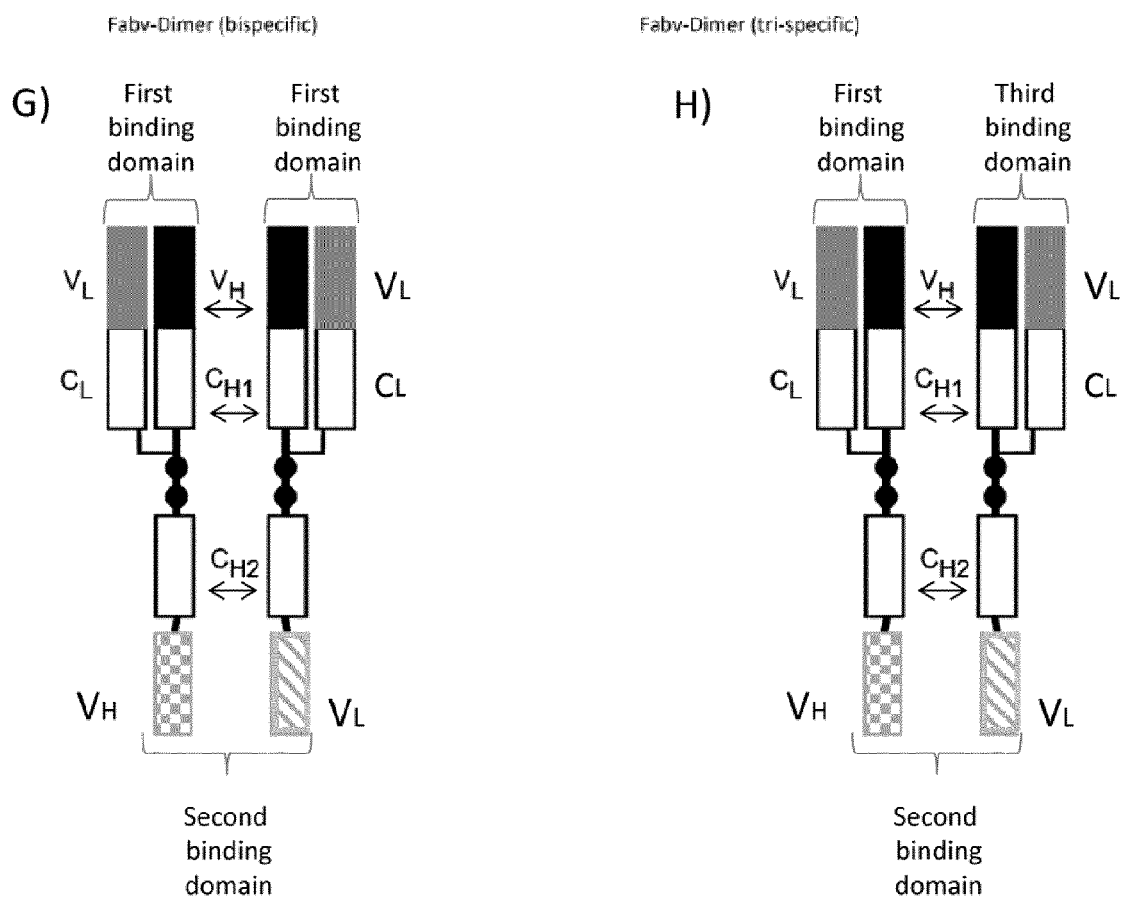 Fabv-Dimer (bispecific)
Fabv-Dimer (tri-specific)
G)
First
binding
domain
First
binding
domain
VL
VH
VL
CL
CH1
CL
CH2
VH
VL
Second
binding
domain
H)
First
binding
domain
Third
binding
domain
VL
VH
VL
CL
CH1
CL
CH2
VH
VL
Second
binding
domain